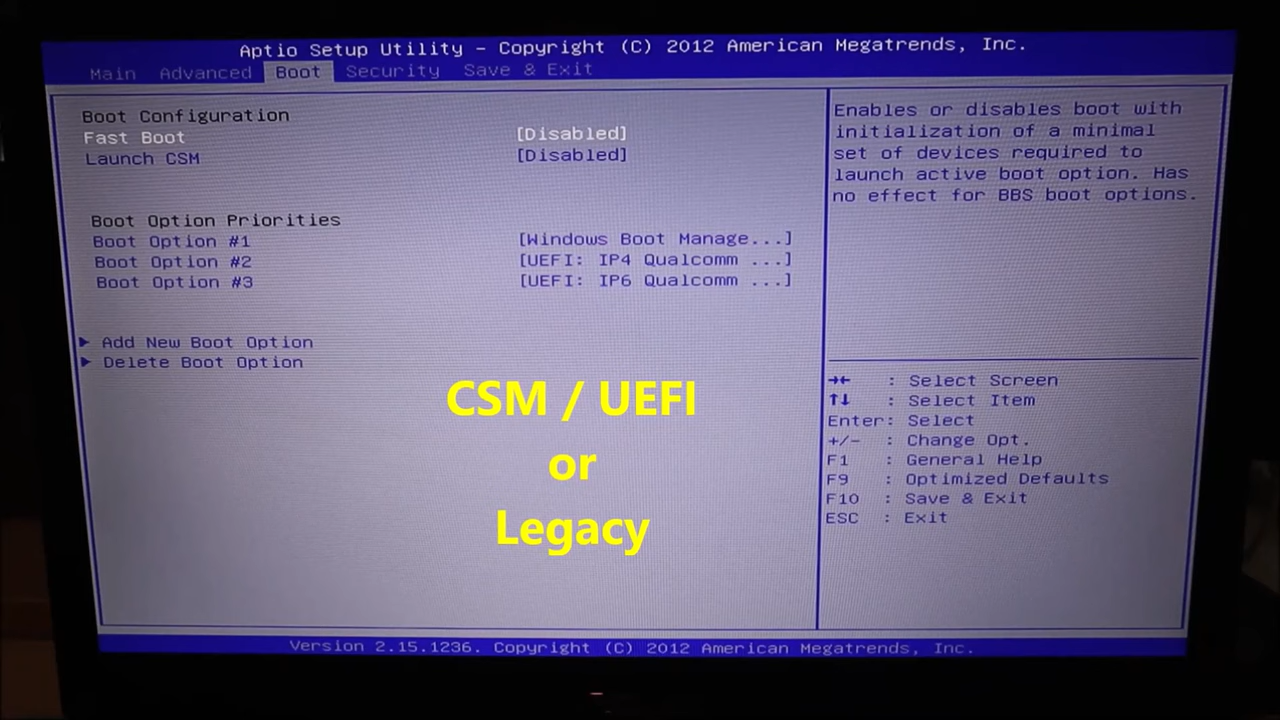 Aptio Setup Utility - Copyright (C) 2012 American Megatrends, Inc.
Main Advanced Boot Security Save & Exit
Boot Configuration
Fast Boot [Disabled]
Launch CSM [Disabled]
Boot Option Priorities
Boot Option #1 [Windows Boot Manage...]
Boot Option #2 [UEFI: IP4 Qualcomm ...]
Boot Option #3 [UEFI: IP6 Qualcomm ...]
► Add New Boot Option
► Delete Boot Option
Enables or disables boot with
initialization of a minimal
set of devices required to
launch active boot option. Has
no effect for BBS boot options.
→← : Select Screen
↑↓ : Select Item
Enter: Select
+/- : Change Opt.
F1 : General Help
F9 : Optimized Defaults
F10 : Save & Exit
ESC : Exit
CSM / UEFI
or
Legacy
Version 2.15.1236. Copyright (C) 2012 American Megatrends, Inc.